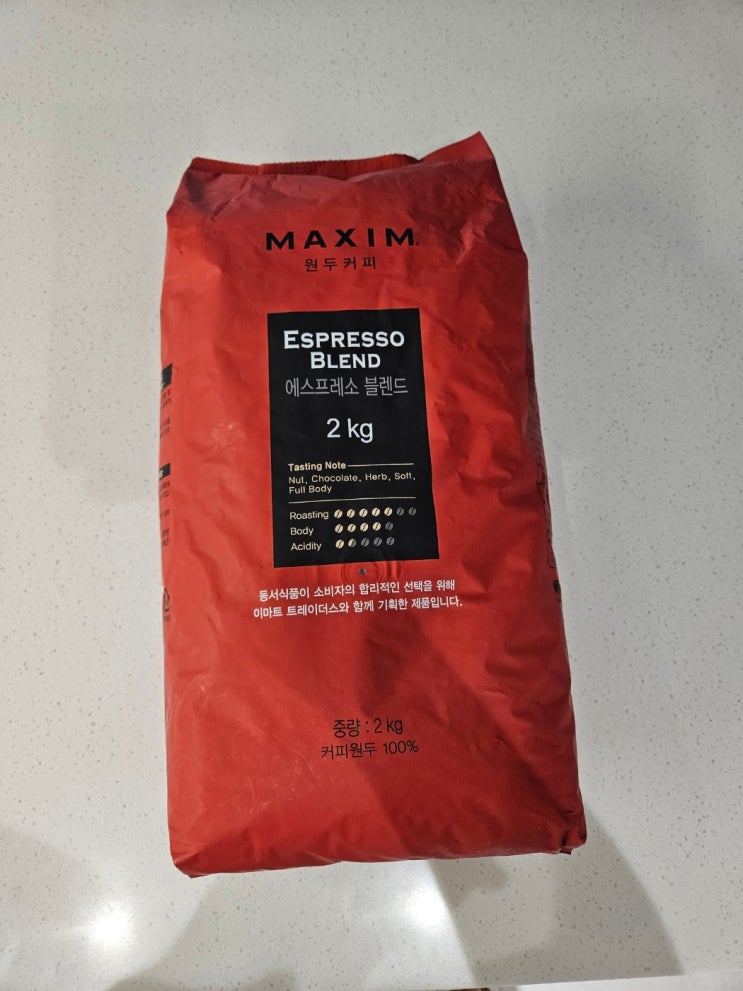 MAXIM.
원두커피
ESPRESSO
BLEND
에스프레소 블렌드
2 kg
Tasting Note
Nut, Chocolate, Herb, Soft,
Full Body
Roasting
Body
Acidity
동서식품이 소비자의 합리적인 선택을 위해
이마트 트레이더스와 함께 기획한 제품입니다.
중량 : 2 kg
커피원두 100%